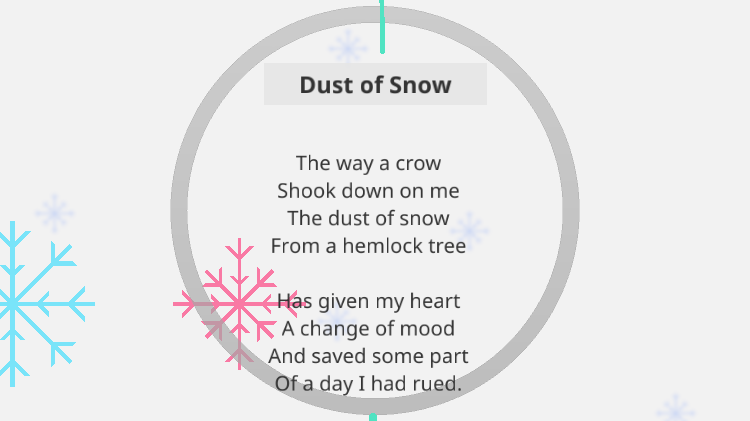 Dust of Snow
The way a crow
Shook down on me
The dust of snow
From a hemlock tree
Has given my heart
A change of mood
And saved some part
Of a day I had rued.